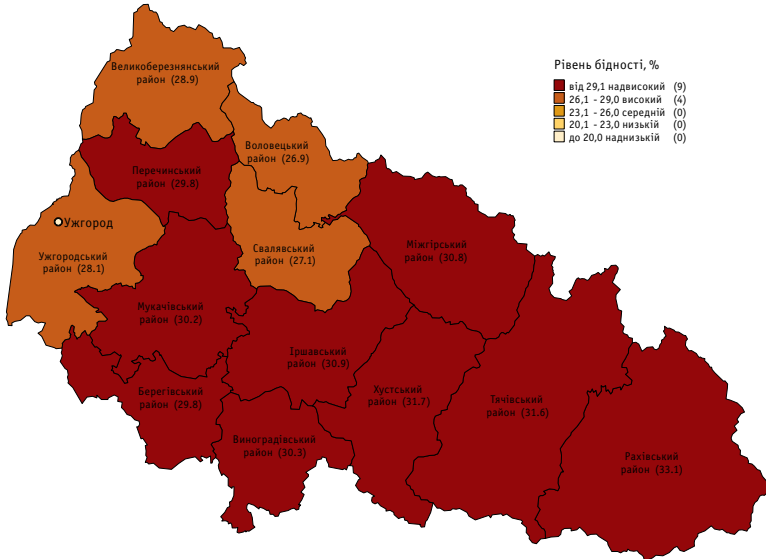 Великоберезнянський
район (28.9)
Рівень бідності, %
від 29,1 надвисокий (9)
26,1 - 29,0 високий (4)
23,1 - 26,0 середній (0)
20,1 - 23,0 низькій (0)
до 20,0 наднизькій (0)
Воловецький
район (26.9)
Перечинський
район (29.8)
Ужгород
Ужгородський
район (28.1)
Свалявський
район (27.1)
Міжгірський
район (30.8)
Мукачівський
район (30.2)
Іршавський
район (30.9)
Берегівський
район (29.8)
Хустський
район (31.7)
Тячівський
район (31.6)
Виноградівський
район (30.3)
Рахівський
район (33.1)